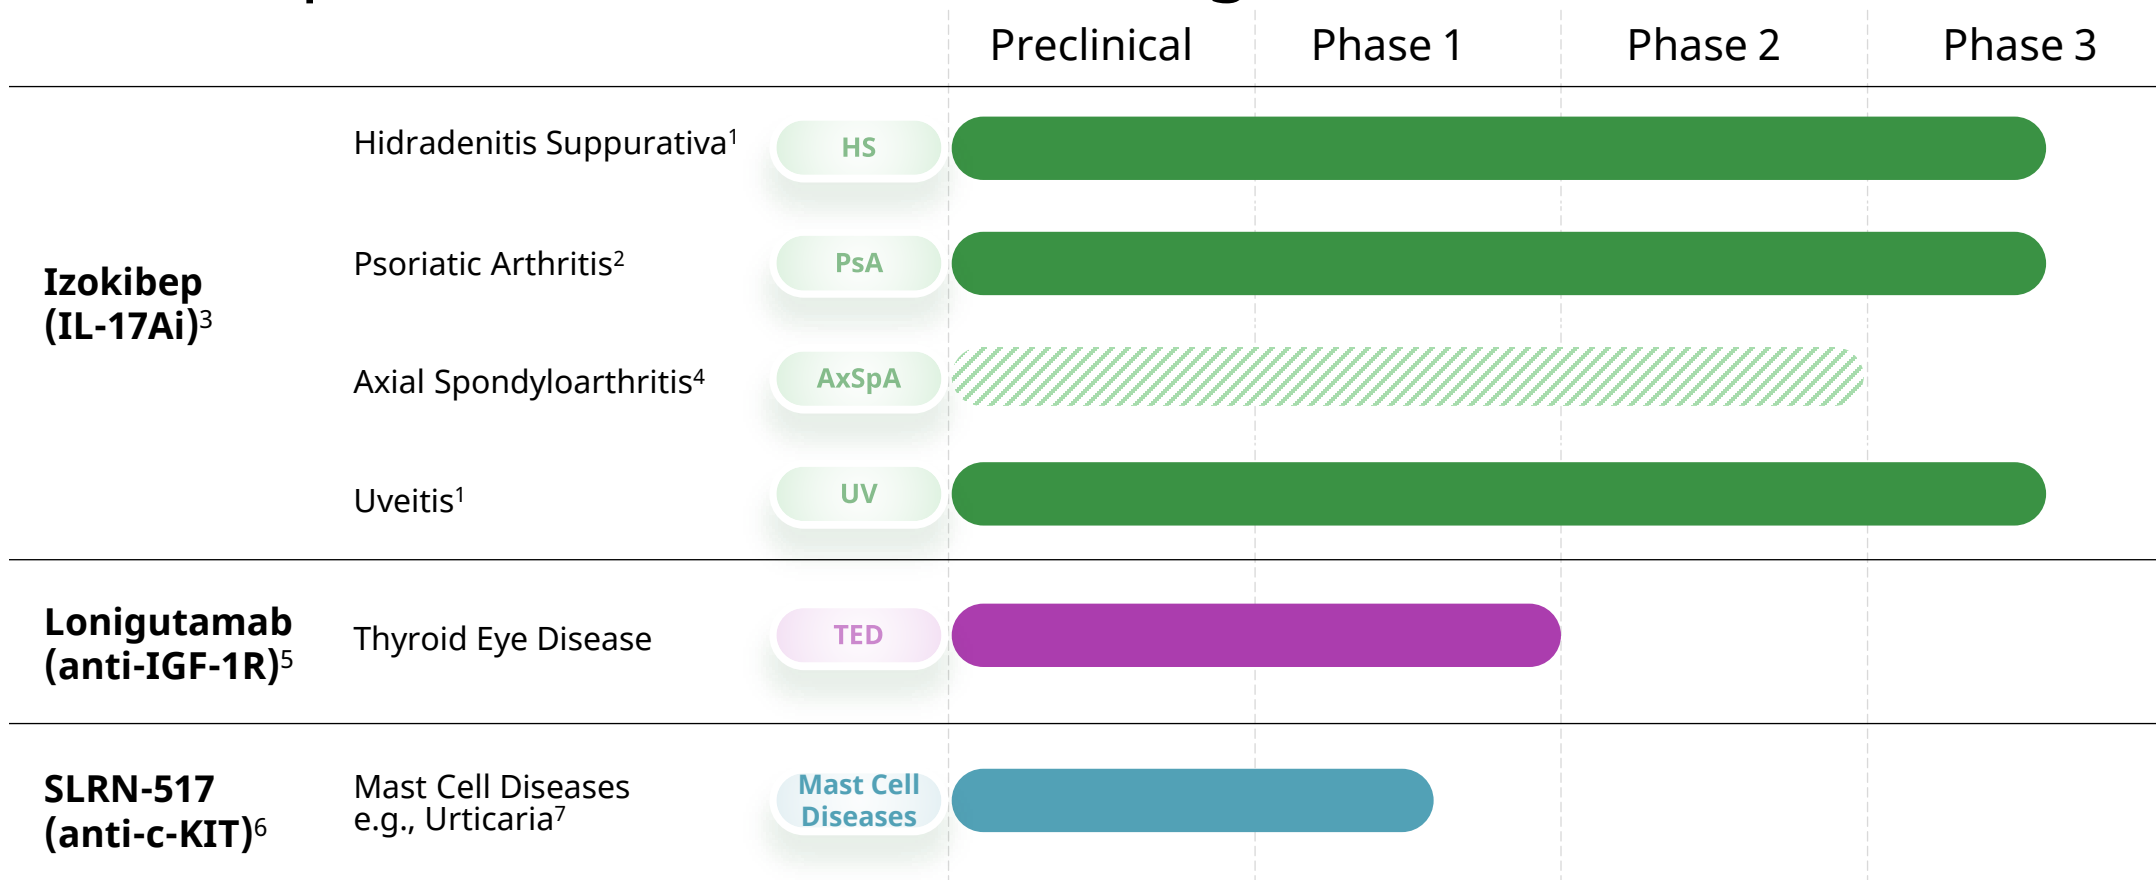 Preclinical Phase 1 Phase 2 Phase 3
Hidradenitis Suppurativa¹ HS
Psoriatic Arthritis² PsA
Izokibep
(IL-17Ai)³
Axial Spondyloarthritis⁴ AxSpA
Uveitis¹ UV
Lonigutamab
(anti-IGF-1R)⁵
Thyroid Eye Disease TED
SLRN-517
(anti-c-KIT)⁶
Mast Cell Diseases
e.g., Urticaria⁷
Mast Cell
Diseases